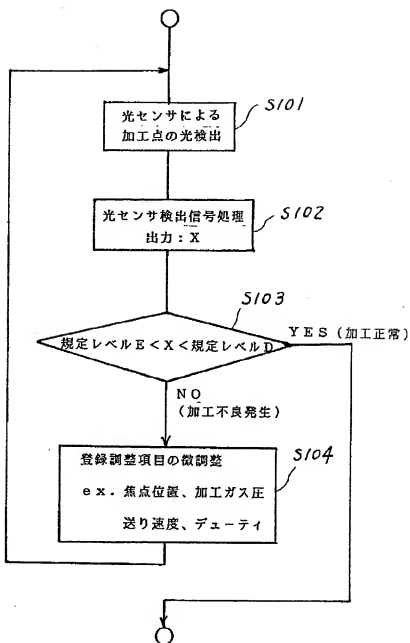 光センサによる
加工点の光検出
S101
光センサ検出信号処理
出力：X
S102
S103
規定レベルE＜X＜規定レベルD
YES（加工正常）
NO
（加工不良発生）
登録調整項目の微調整
ex．焦点位置、加工ガス圧
送り速度、デューティ
S104